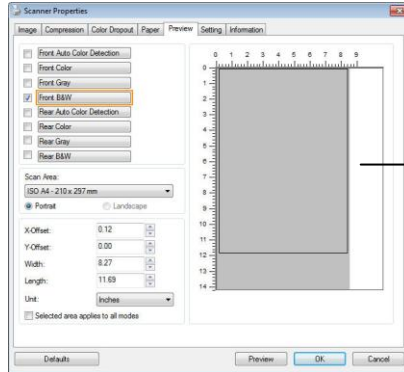 Scanner Properties
Image Compression Color Dropout Paper Preview Setting Information
Front Auto Color Detection
Front Color
Front Gray
Front B&W
Rear Auto Color Detection
Rear Color
Rear Gray
Rear B&W
Scan Area:
ISO A4 - 210 x 297 mm
Portrait Landscape
X-Offset: 0.12
Y-Offset: 0.00
Width: 8.27
Length: 11.69
Unit: Inches
Selected area applies to all modes
0 1 2 3 4 5 6 7 8 9
0
1
2
3
4
5
6
7
8
9
10
11
12
13
14
Defaults Preview OK Cancel